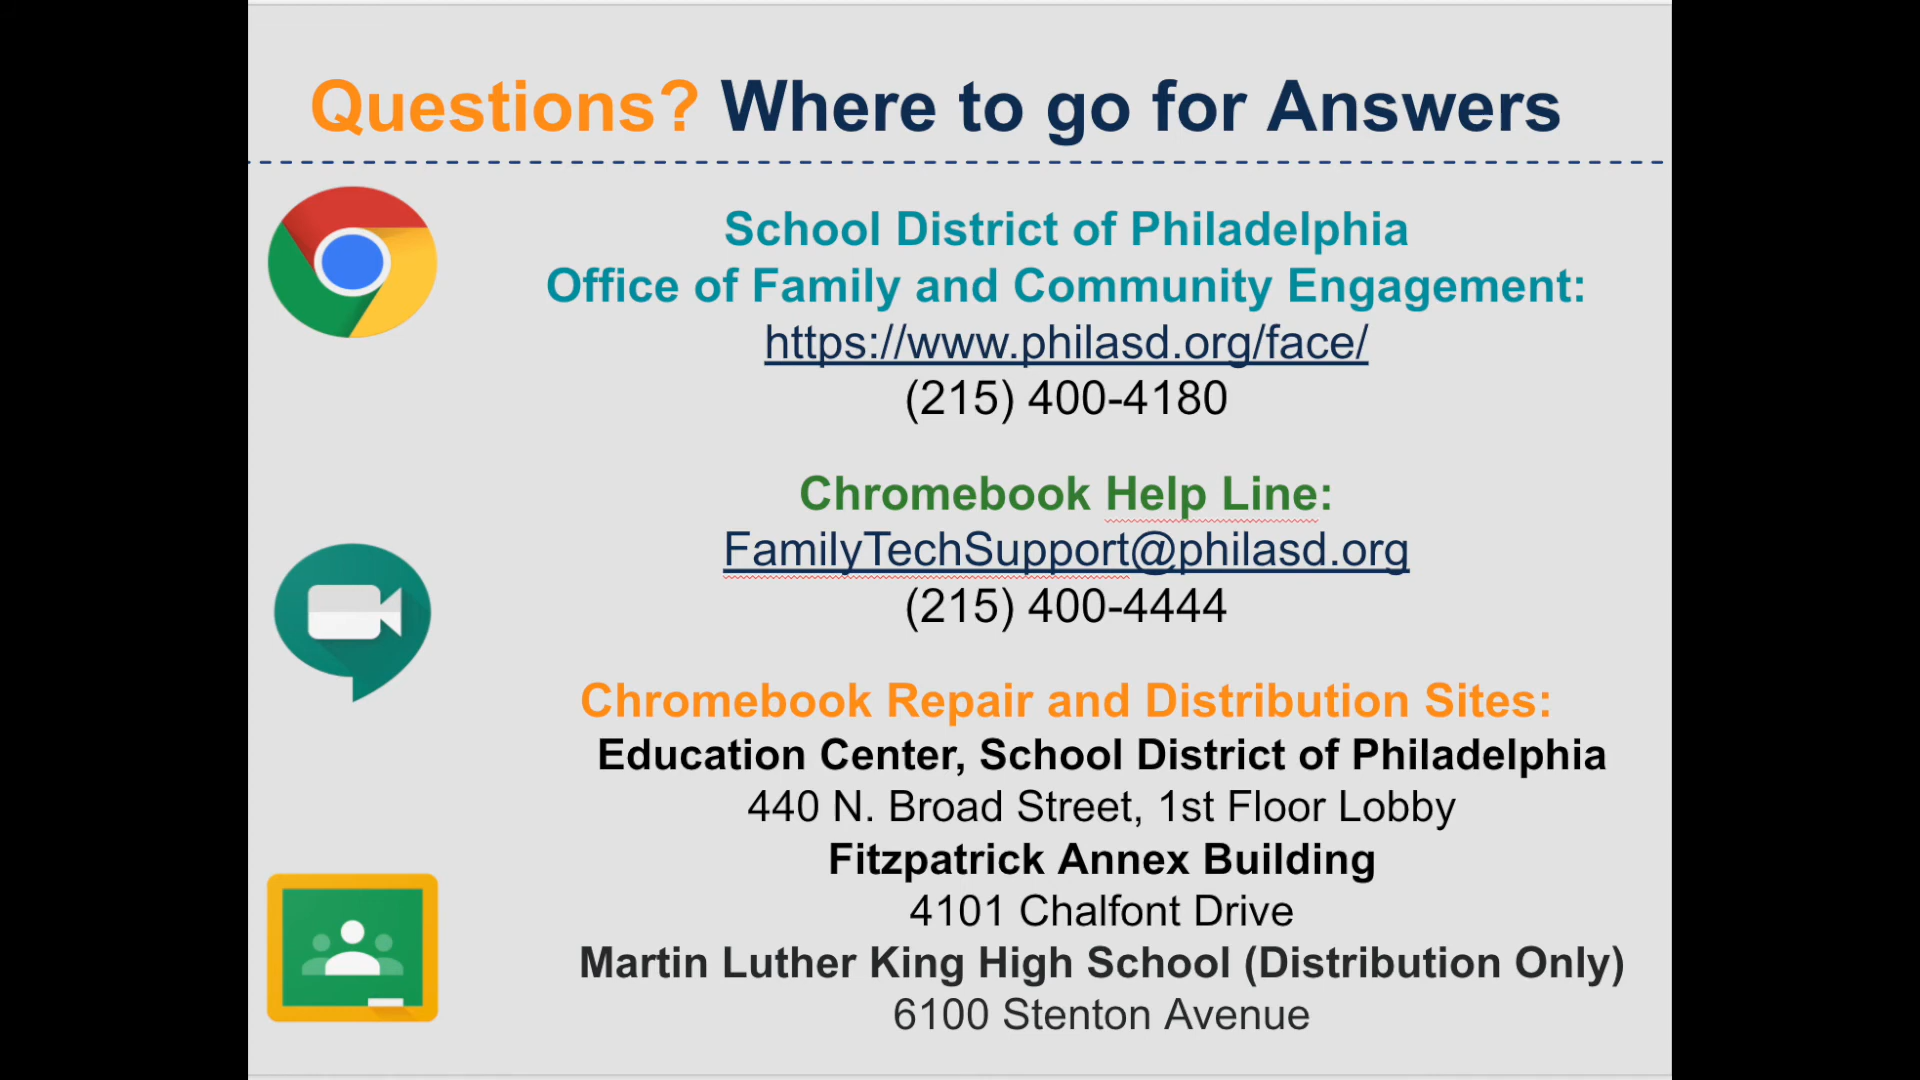 Questions? Where to go for Answers
School District of Philadelphia
Office of Family and Community Engagement:
https://www.philasd.org/face/
(215) 400-4180
Chromebook Help Line:
FamilyTechSupport@philasd.org
(215) 400-4444
Chromebook Repair and Distribution Sites:
Education Center, School District of Philadelphia
440 N. Broad Street, 1st Floor Lobby
Fitzpatrick Annex Building
4101 Chalfont Drive
Martin Luther King High School (Distribution Only)
6100 Stenton Avenue